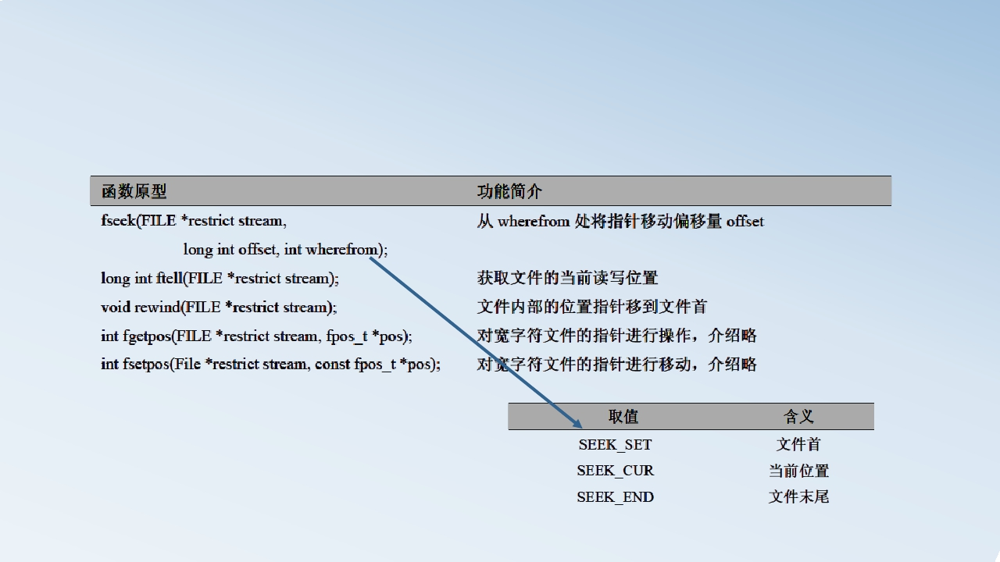 函数原型 功能简介
fseek(FILE *restrict stream, 从 wherefrom 处将指针移动偏移量 offset
long int offset, int wherefrom);
long int ftell(FILE *restrict stream); 获取文件的当前读写位置
void rewind(FILE *restrict stream); 文件内部的位置指针移到文件首
int fgetpos(FILE *restrict stream, fpos_t *pos); 对宽字符文件的指针进行操作，介绍略
int fsetpos(File *restrict stream, const fpos_t *pos); 对宽字符文件的指针进行移动，介绍略
取值 含义
SEEK_SET 文件首
SEEK_CUR 当前位置
SEEK_END 文件末尾